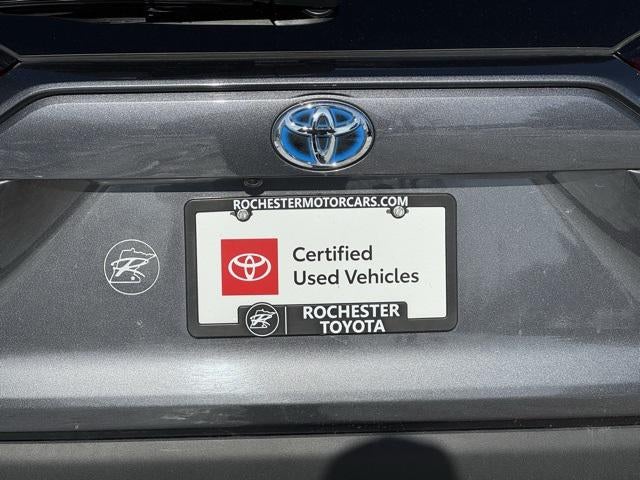 ROCHESTERMOTORCARS.COM
Certified
Used Vehicles
ROCHESTER
TOYOTA